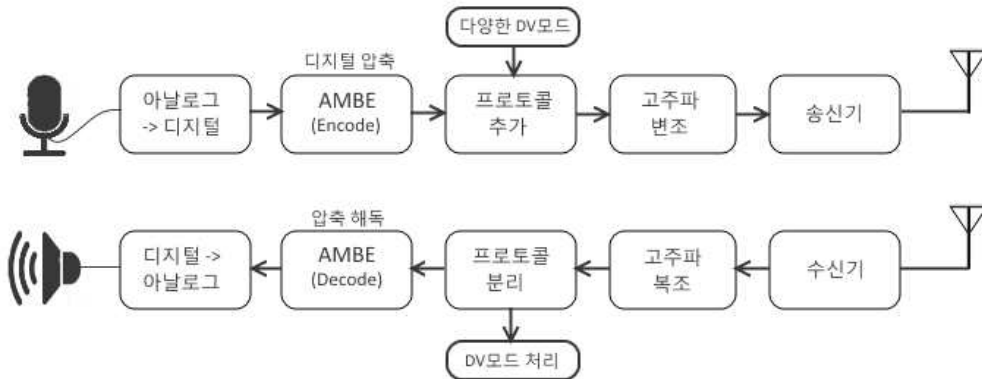 다양한 DV모드
디지털 압축
아날로그
-> 디지털
AMBE
(Encode)
프로토콜
추가
고주파
변조
송신기
압축 해독
디지털 ->
아날로그
AMBE
(Decode)
프로토콜
분리
고주파
복조
수신기
DV모드 처리